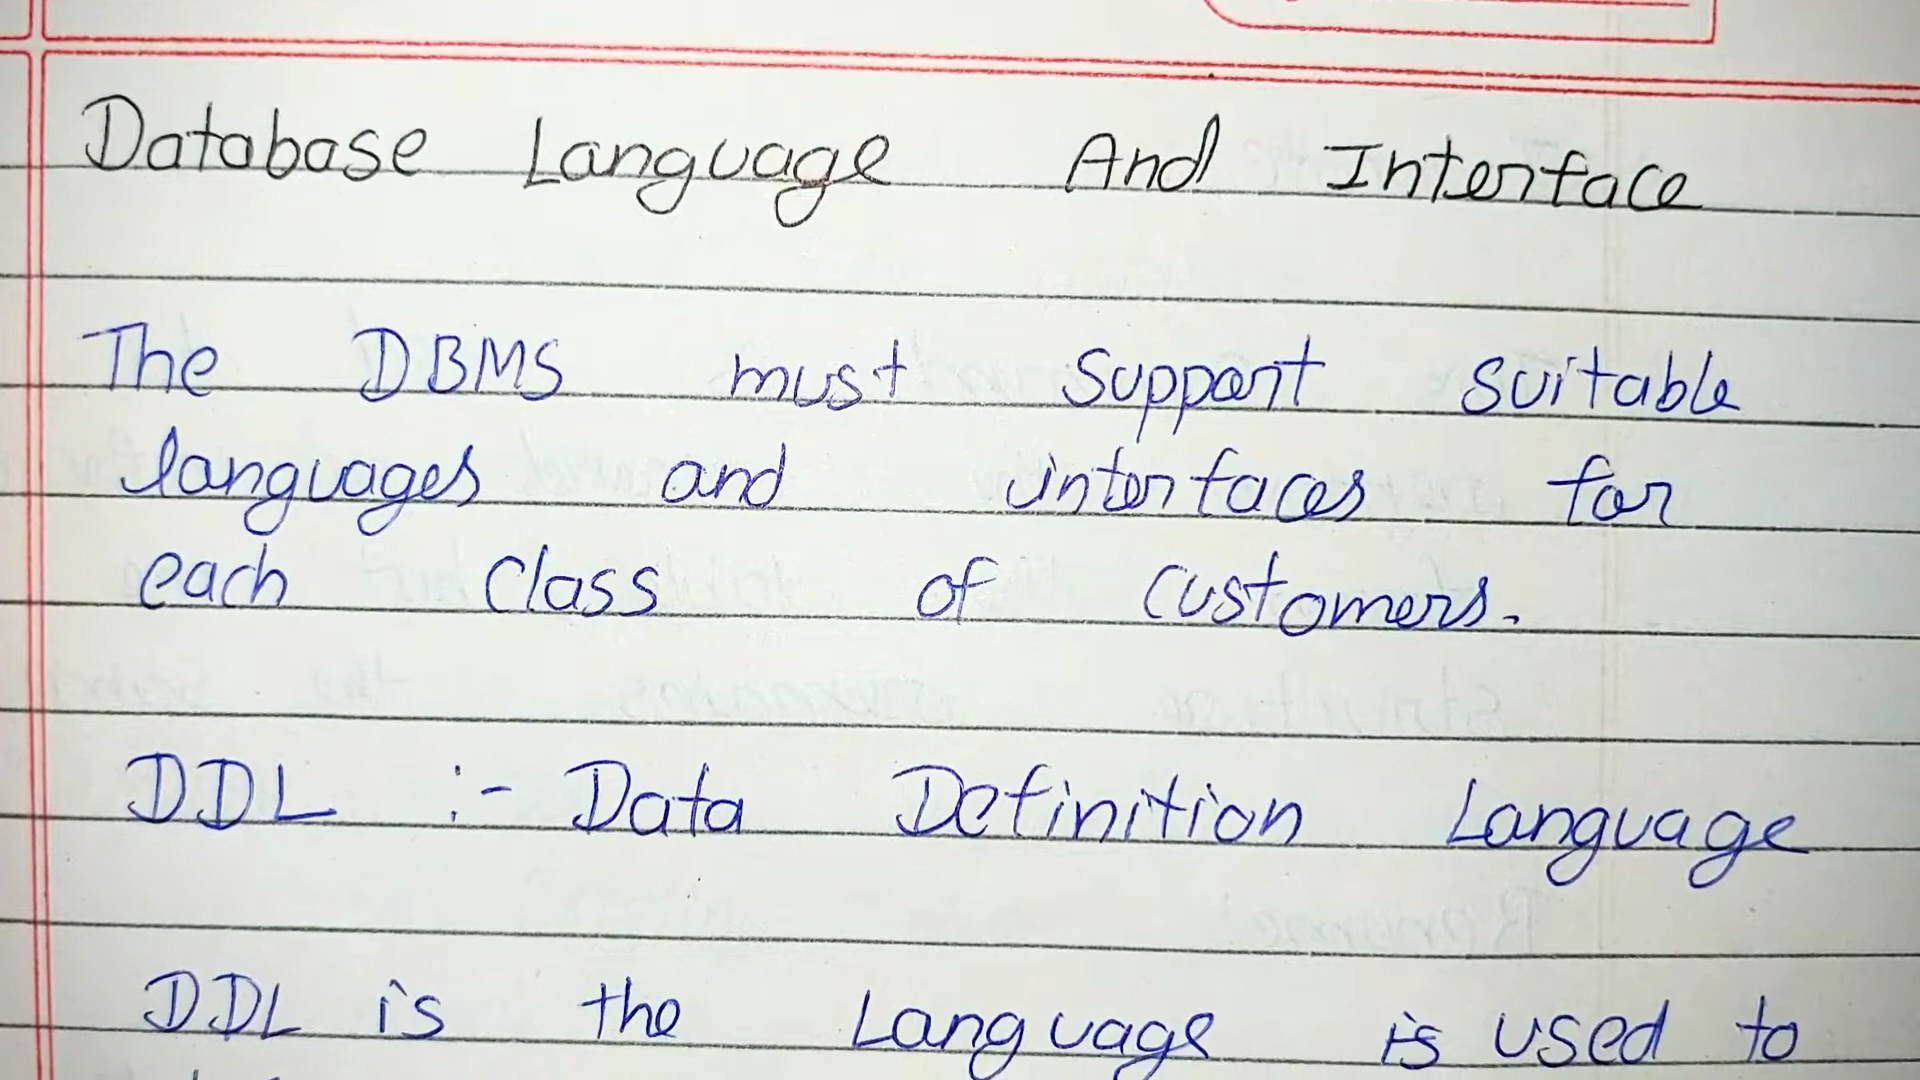 Database Language And Interface
The DBMS must support suitable
languages and interfaces for
each class of customers.
DDL :- Data Definition Language
DDL is the Language is used to